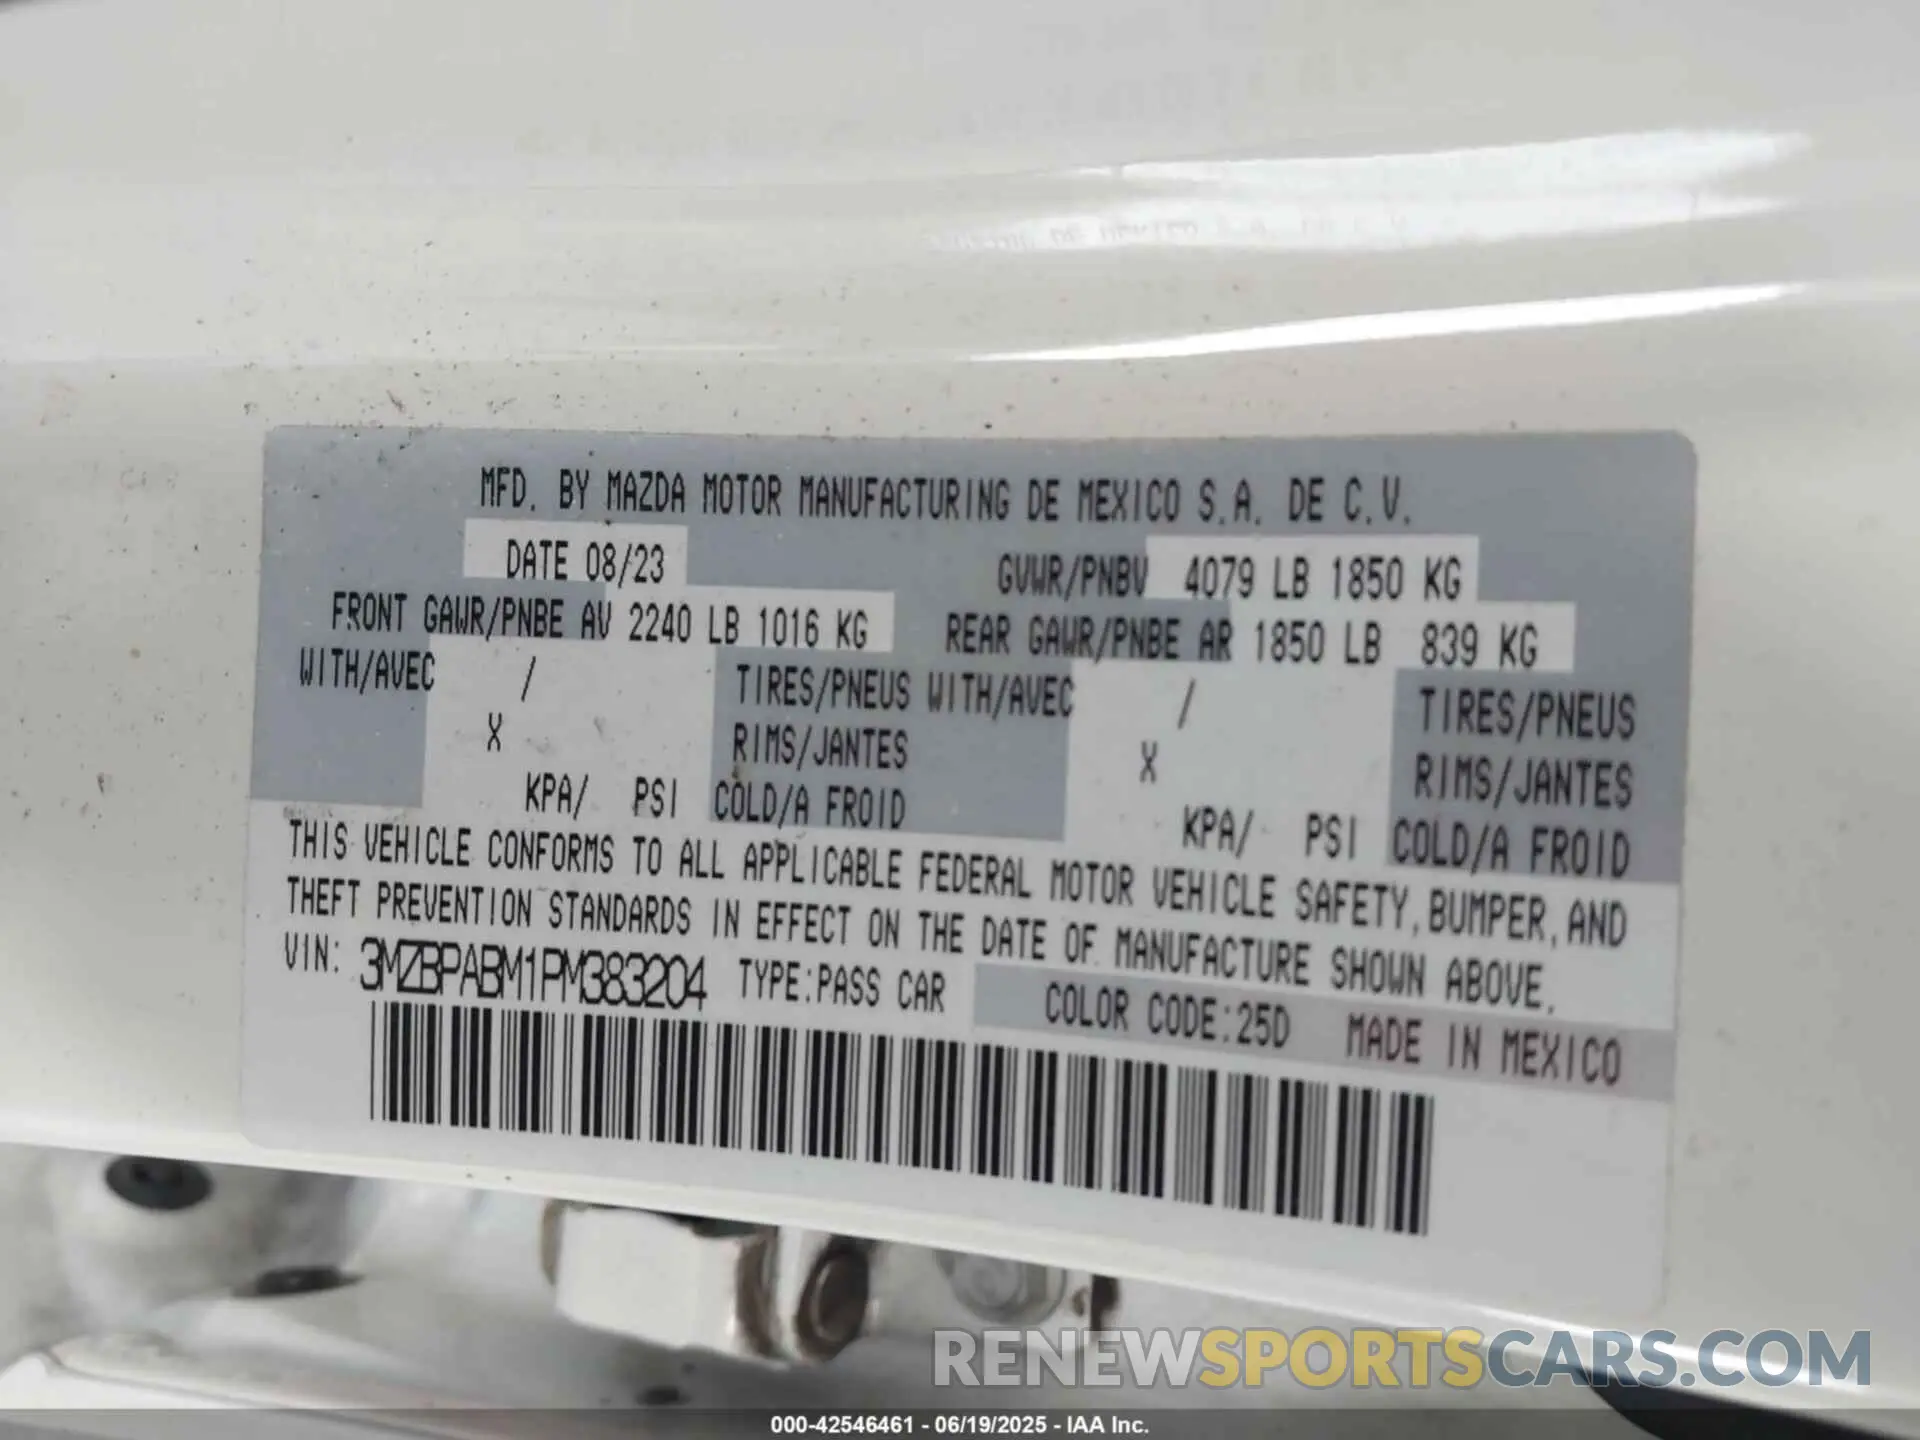 MFD. BY MAZDA MOTOR MANUFACTURING DE MEXICO S.A. DE C.V.
DATE 08/23 GVWR/PNBV 4079 LB 1850 KG
FRONT GAWR/PNBE AV 2240 LB 1016 KG REAR GAWR/PNBE AR 1850 LB 839 KG
WITH/AVEC / TIRES/PNEUS WITH/AVEC / TIRES/PNEUS
X RIMS/JANTES X RIMS/JANTES
KPA/ PSI COLD/A FROID KPA/ PSI COLD/A FROID
THIS VEHICLE CONFORMS TO ALL APPLICABLE FEDERAL MOTOR VEHICLE SAFETY, BUMPER, AND
THEFT PREVENTION STANDARDS IN EFFECT ON THE DATE OF MANUFACTURE SHOWN ABOVE.
VIN: 3MZBPABM1PM383204 TYPE:PASS CAR COLOR CODE:25D MADE IN MEXICO
RENEWSPORTSCARS.COM
000-42546461 - 06/19/2025 - IAA Inc.